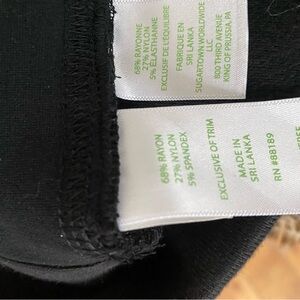 68% RAYONNE
27% NYLON
5% ÉLASTHANNE
EXCLUSIF DE L'ÉQUILIBRE
FABRIQUÉ EN
SRI LANKA
SUGARTOWN WORLDWIDE
LLC
800 THIRD AVENUE
KING OF PRUSSIA, PA
68% RAYON
27% NYLON
5% SPANDEX
EXCLUSIVE OF TRIM
MADE IN
SRI LANKA
RN #88189